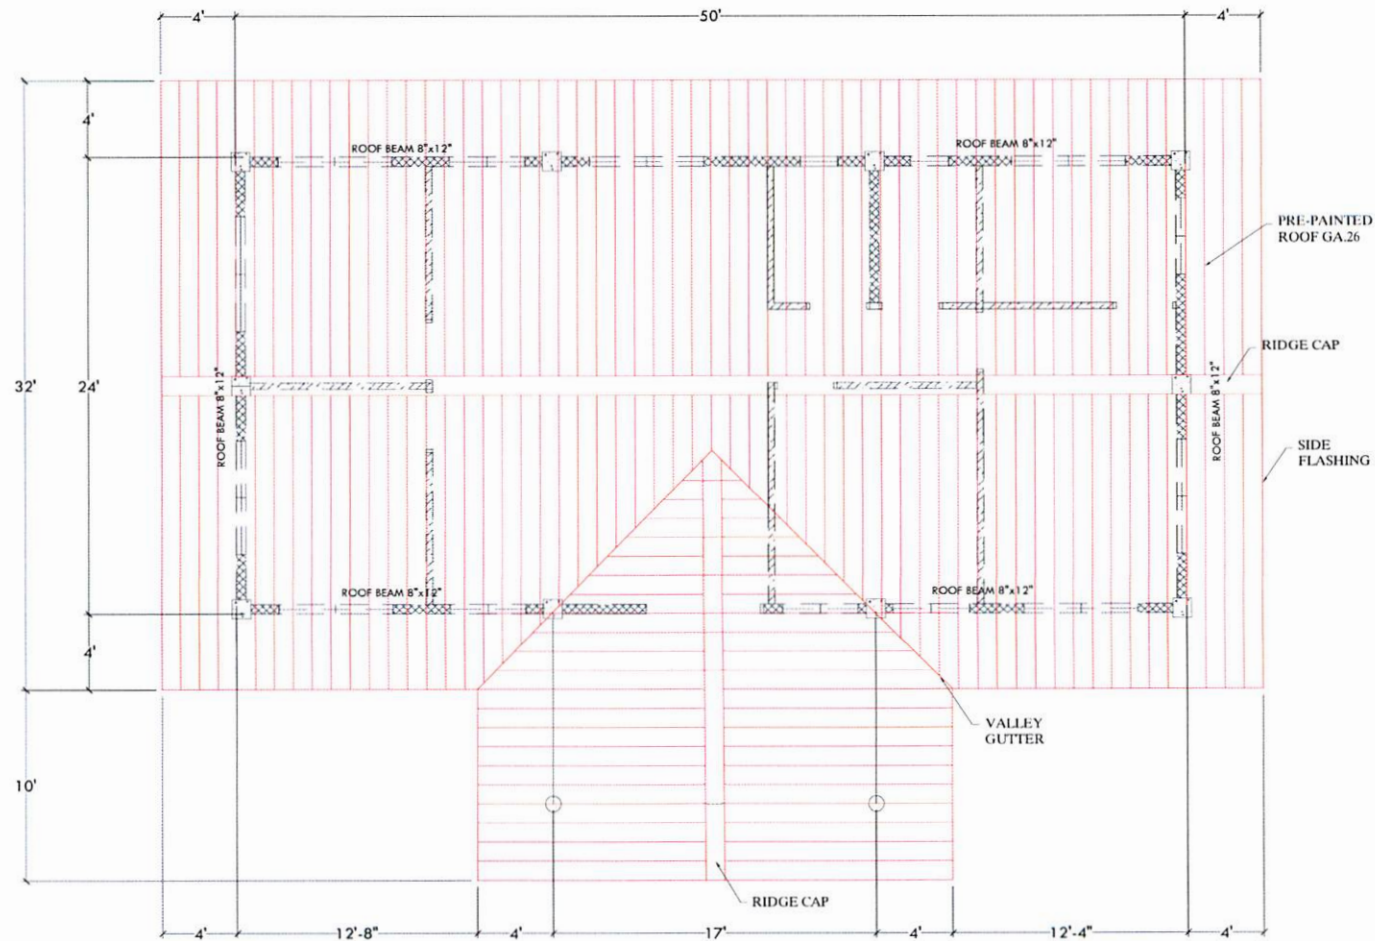 4'
50'
4'
4'
ROOF BEAM 8"x12"
ROOF BEAM 8"x12"
PRE-PAINTED
ROOF GA.26
RIDGE CAP
32'
24'
ROOF BEAM 8"x12"
ROOF BEAM 8"x12"
SIDE
FLASHING
ROOF BEAM 8"x12"
ROOF BEAM 8"x12"
4'
VALLEY
GUTTER
10'
RIDGE CAP
4'
12'-8"
4'
17'
4'
12'-4"
4'